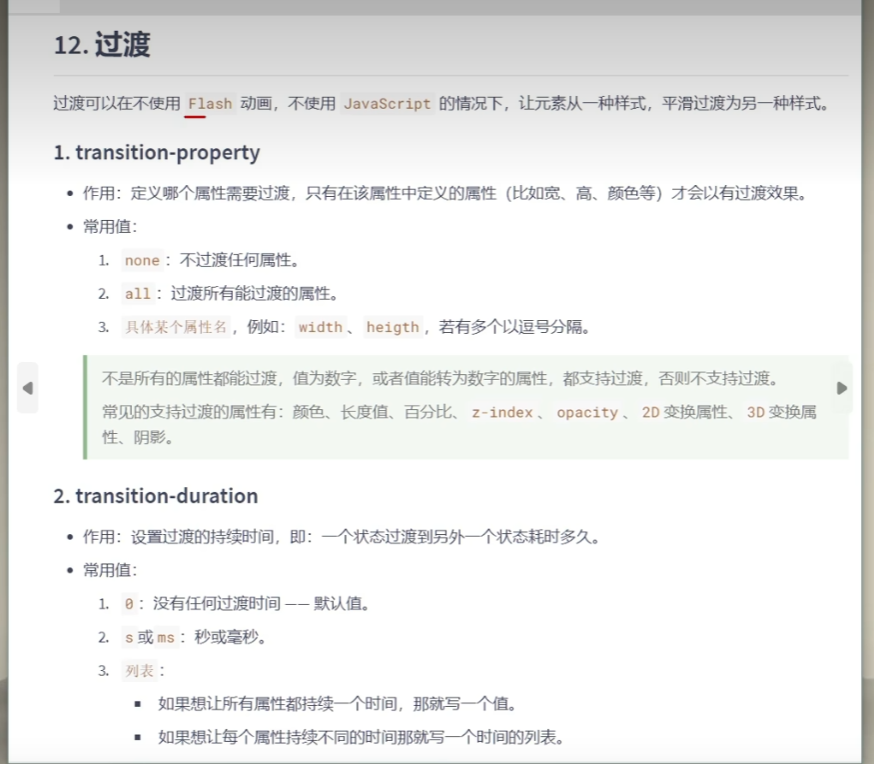 12. 过渡
过渡可以在不使用 Flash 动画，不使用 JavaScript 的情况下，让元素从一种样式，平滑过渡为另一种样式。
1. transition-property
• 作用：定义哪个属性需要过渡，只有在该属性中定义的属性（比如宽、高、颜色等）才会以有过渡效果。
• 常用值：
1. none：不过渡任何属性。
2. all：过渡所有能过渡的属性。
3. 具体某个属性名，例如：width、heigth，若有多个以逗号分隔。
不是所有的属性都能过渡，值为数字，或者值能转为数字的属性，都支持过渡，否则不支持过渡。
常见的支持过渡的属性有：颜色、长度值、百分比、z-index、opacity、2D 变换属性、3D 变换属
性、阴影。
2. transition-duration
• 作用：设置过渡的持续时间，即：一个状态过渡到另外一个状态耗时多久。
• 常用值：
1. 0：没有任何过渡时间 —— 默认值。
2. s 或 ms：秒或毫秒。
3. 列表：
▪ 如果想让所有属性都持续一个时间，那就写一个值。
▪ 如果想让每个属性持续不同的时间那就写一个时间的列表。